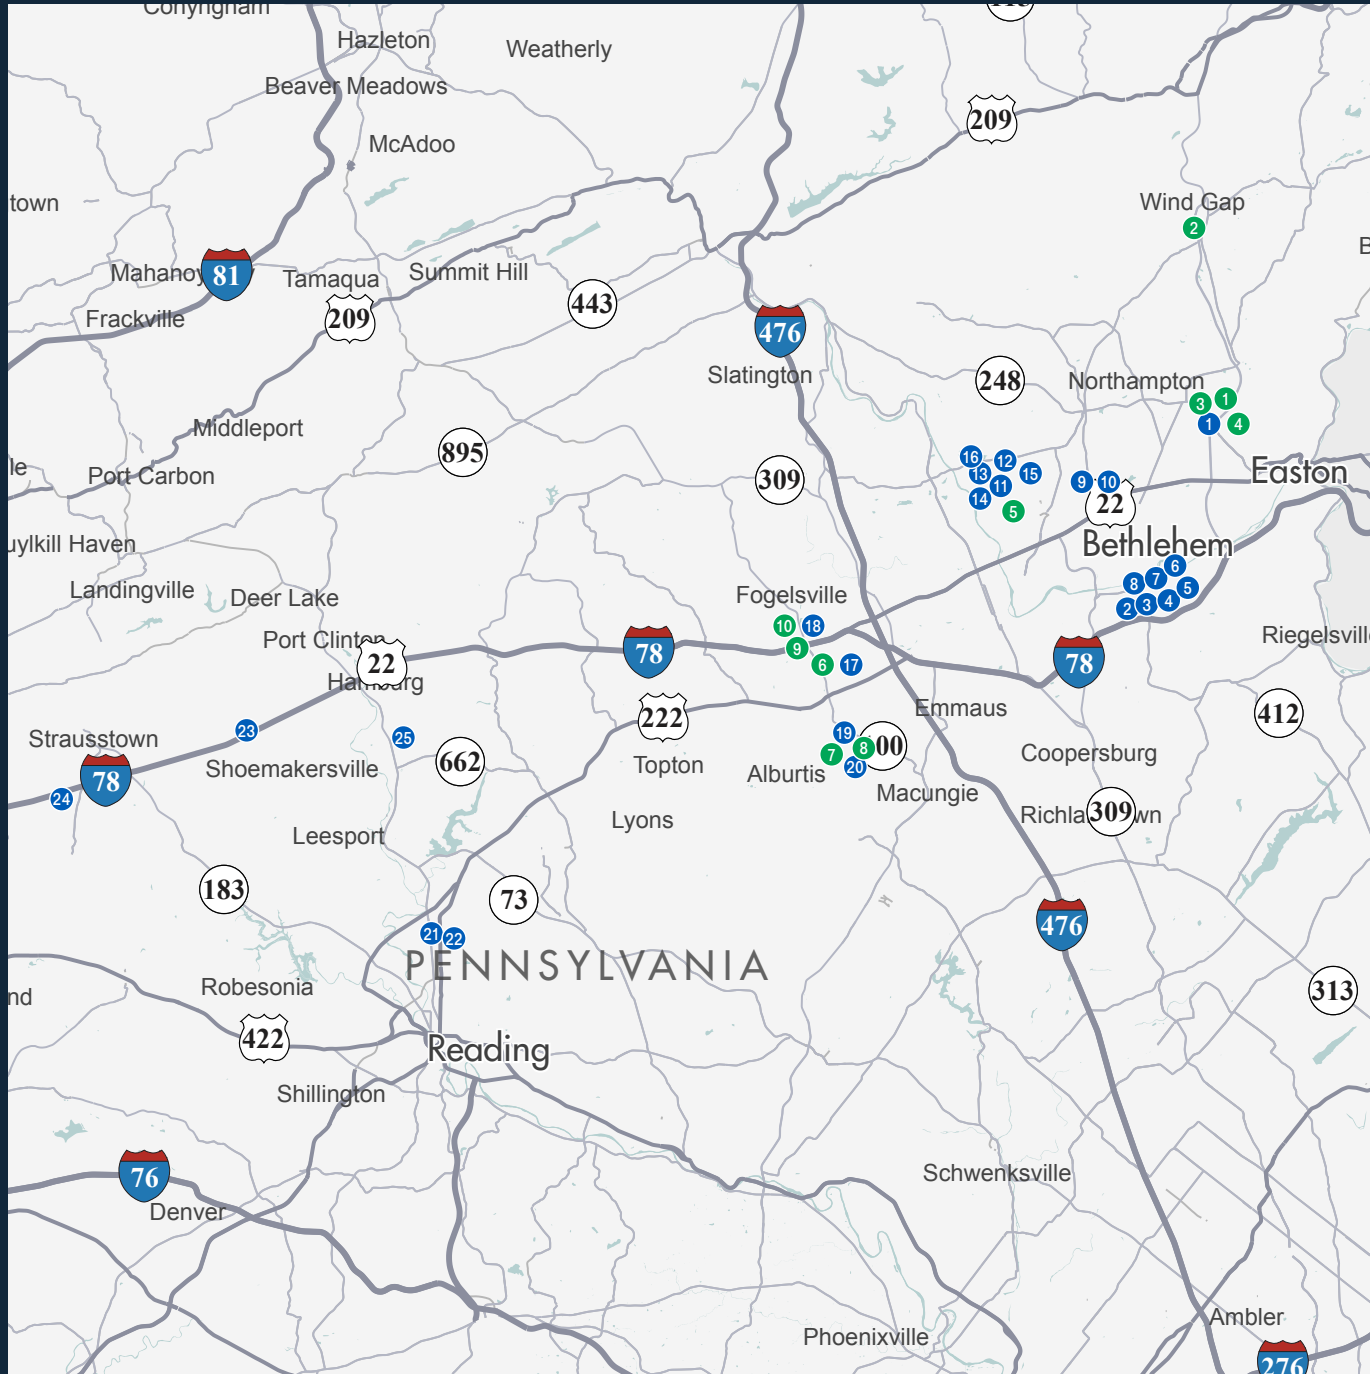 Conyngham
Hazleton
Weatherly
Beaver Meadows
209
McAdoo
town
Wind Gap
2
81
Mahanoy
Tamaqua
Summit Hill
443
209
Frackville
476
Slatington
248
Northampton
3
1
1
4
Middleport
895
Port Carbon
309
16
12
13
15
11
14
5
9
10
22
Easton
uylkill Haven
Bethlehem
Landingville
Deer Lake
Fogelsville
6
7
8
5
4
3
2
Port Clinton
22
Hamburg
78
10
18
9
6
17
78
Riegelsville
222
Emmaus
412
23
25
Strausstown
78
24
Shoemakersville
662
Topton
Alburtis
19
7
8
00
20
Macungie
Coopersburg
Leesport
Lyons
309
183
73
476
21
22
PENNSYLVANIA
nd
Robesonia
313
422
Reading
Shillington
76
Denver
Schwenksville
Ambler
Phoenixville
276